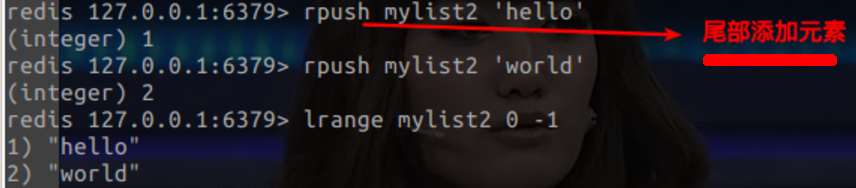 redis 127.0.0.1:6379> rpush mylist2 'hello'
尾部添加元素
(integer) 1
redis 127.0.0.1:6379> rpush mylist2 'world'
(integer) 2
redis 127.0.0.1:6379> lrange mylist2 0 -1
1) "hello"
2) "world"